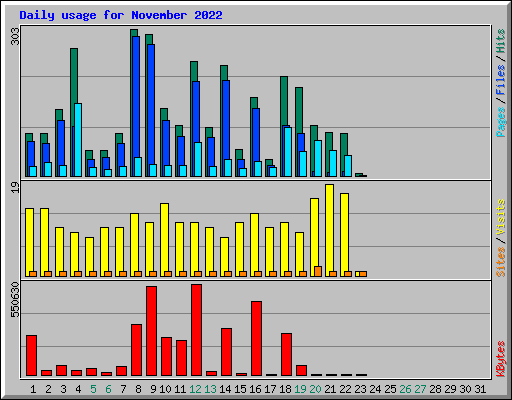 Daily usage for November 2022
303
Pages / Files / Hits
19
Sites / Visits
550630
KBytes
1 2 3 4 5 6 7 8 9 10 11 12 13 14 15 16 17 18 19 20 21 22 23 24 25 26 27 28 29 30 31